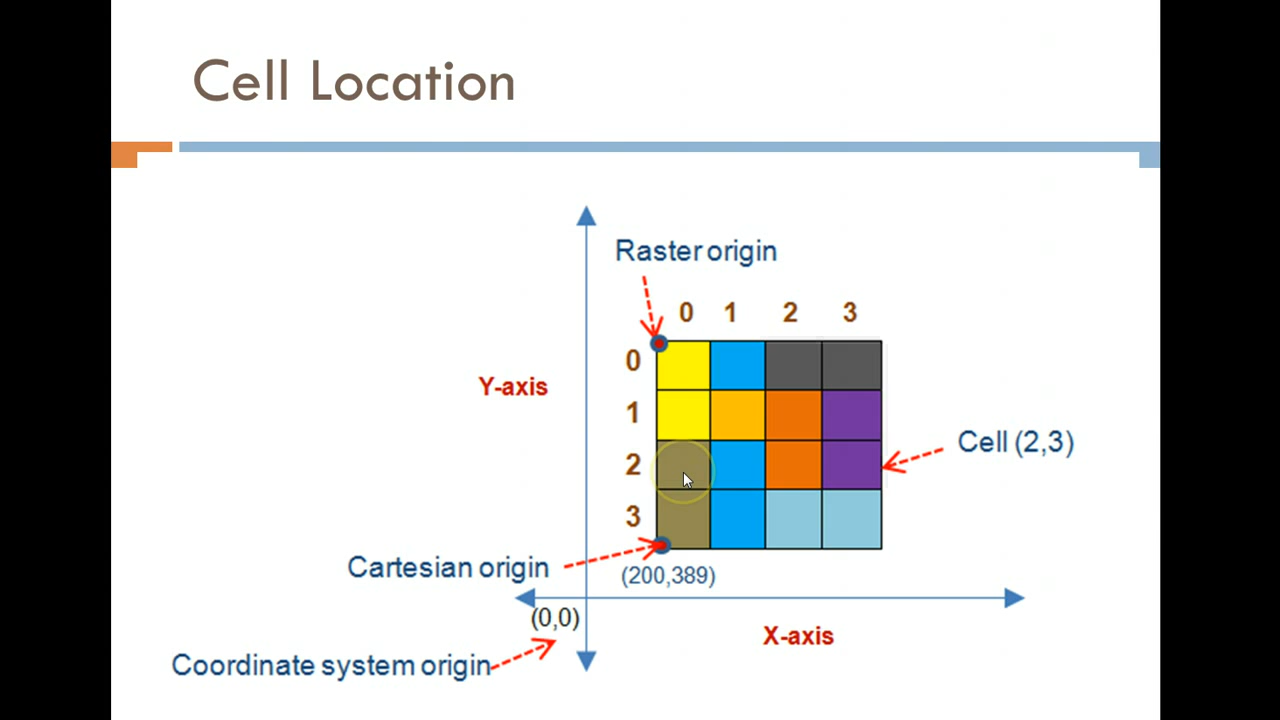 Cell Location
Raster origin
0 1 2 3
0
Y-axis
1
Cell (2,3)
2
3
Cartesian origin
(200,389)
(0,0)
X-axis
Coordinate system origin